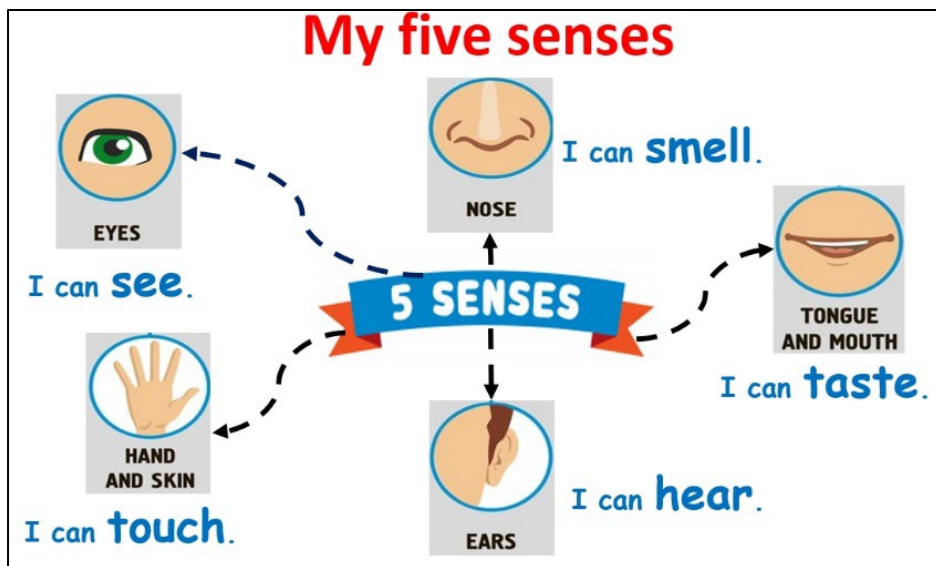 My five senses
EYES
I can see.
NOSE
I can smell.
5 SENSES
TONGUE
AND MOUTH
I can taste.
HAND
AND SKIN
I can touch.
EARS
I can hear.